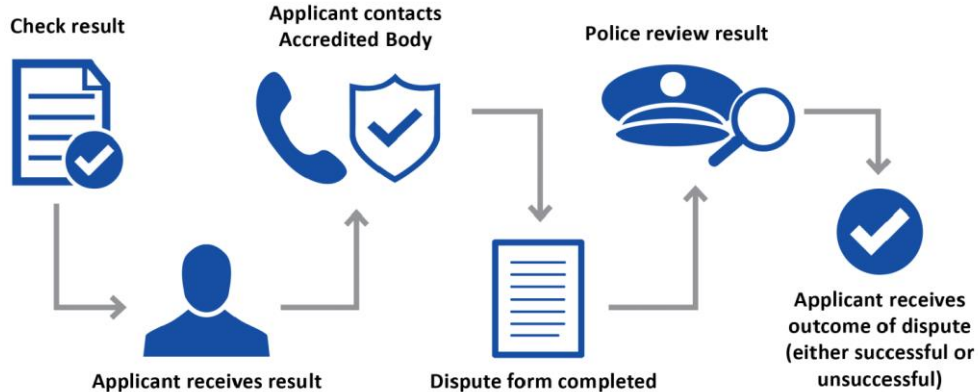 Check result
Applicant receives result
Applicant contacts
Accredited Body
Dispute form completed
Police review result
Applicant receives
outcome of dispute
(either successful or
unsuccessful)